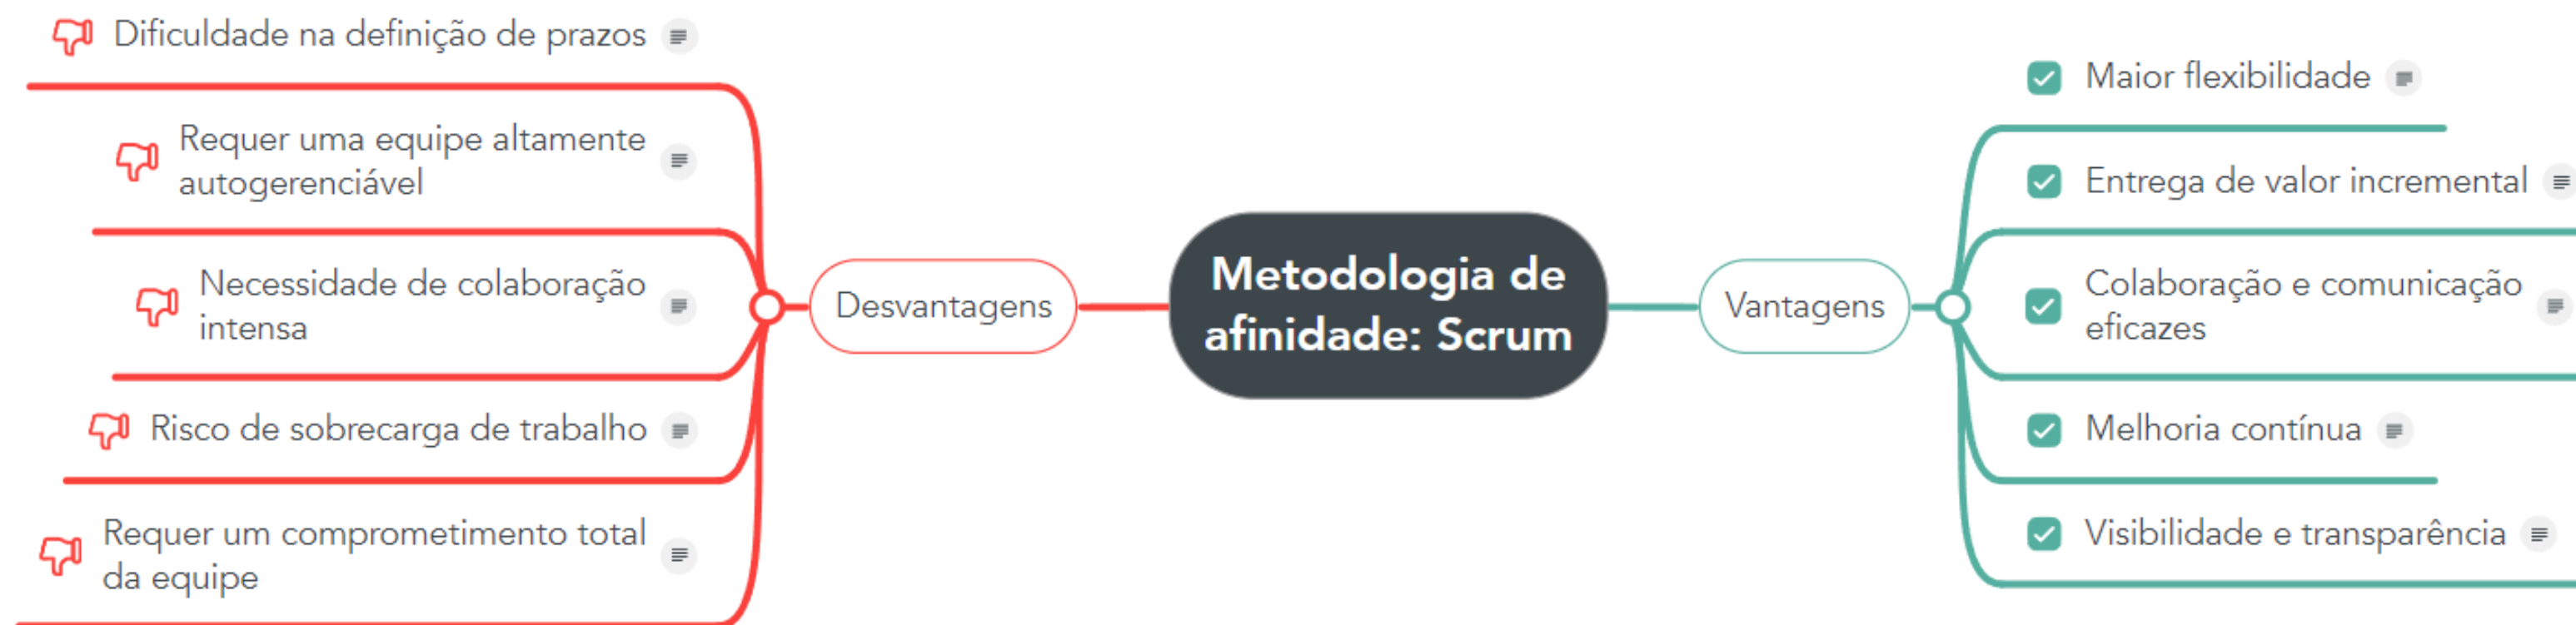 Dificuldade na definição de prazos
Requer uma equipe altamente
autogerenciável
Necessidade de colaboração
intensa
Risco de sobrecarga de trabalho
Requer um comprometimento total
da equipe
Desvantagens
Metodologia de
afinidade: Scrum
Vantagens
Maior flexibilidade
Entrega de valor incremental
Colaboração e comunicação
eficazes
Melhoria contínua
Visibilidade e transparência